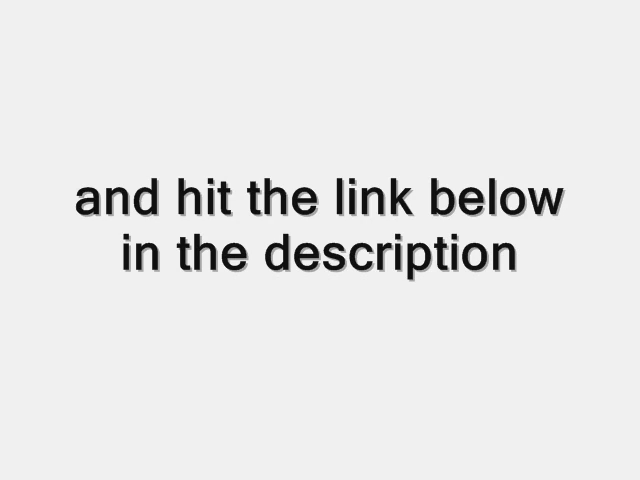 and hit the link below
in the description